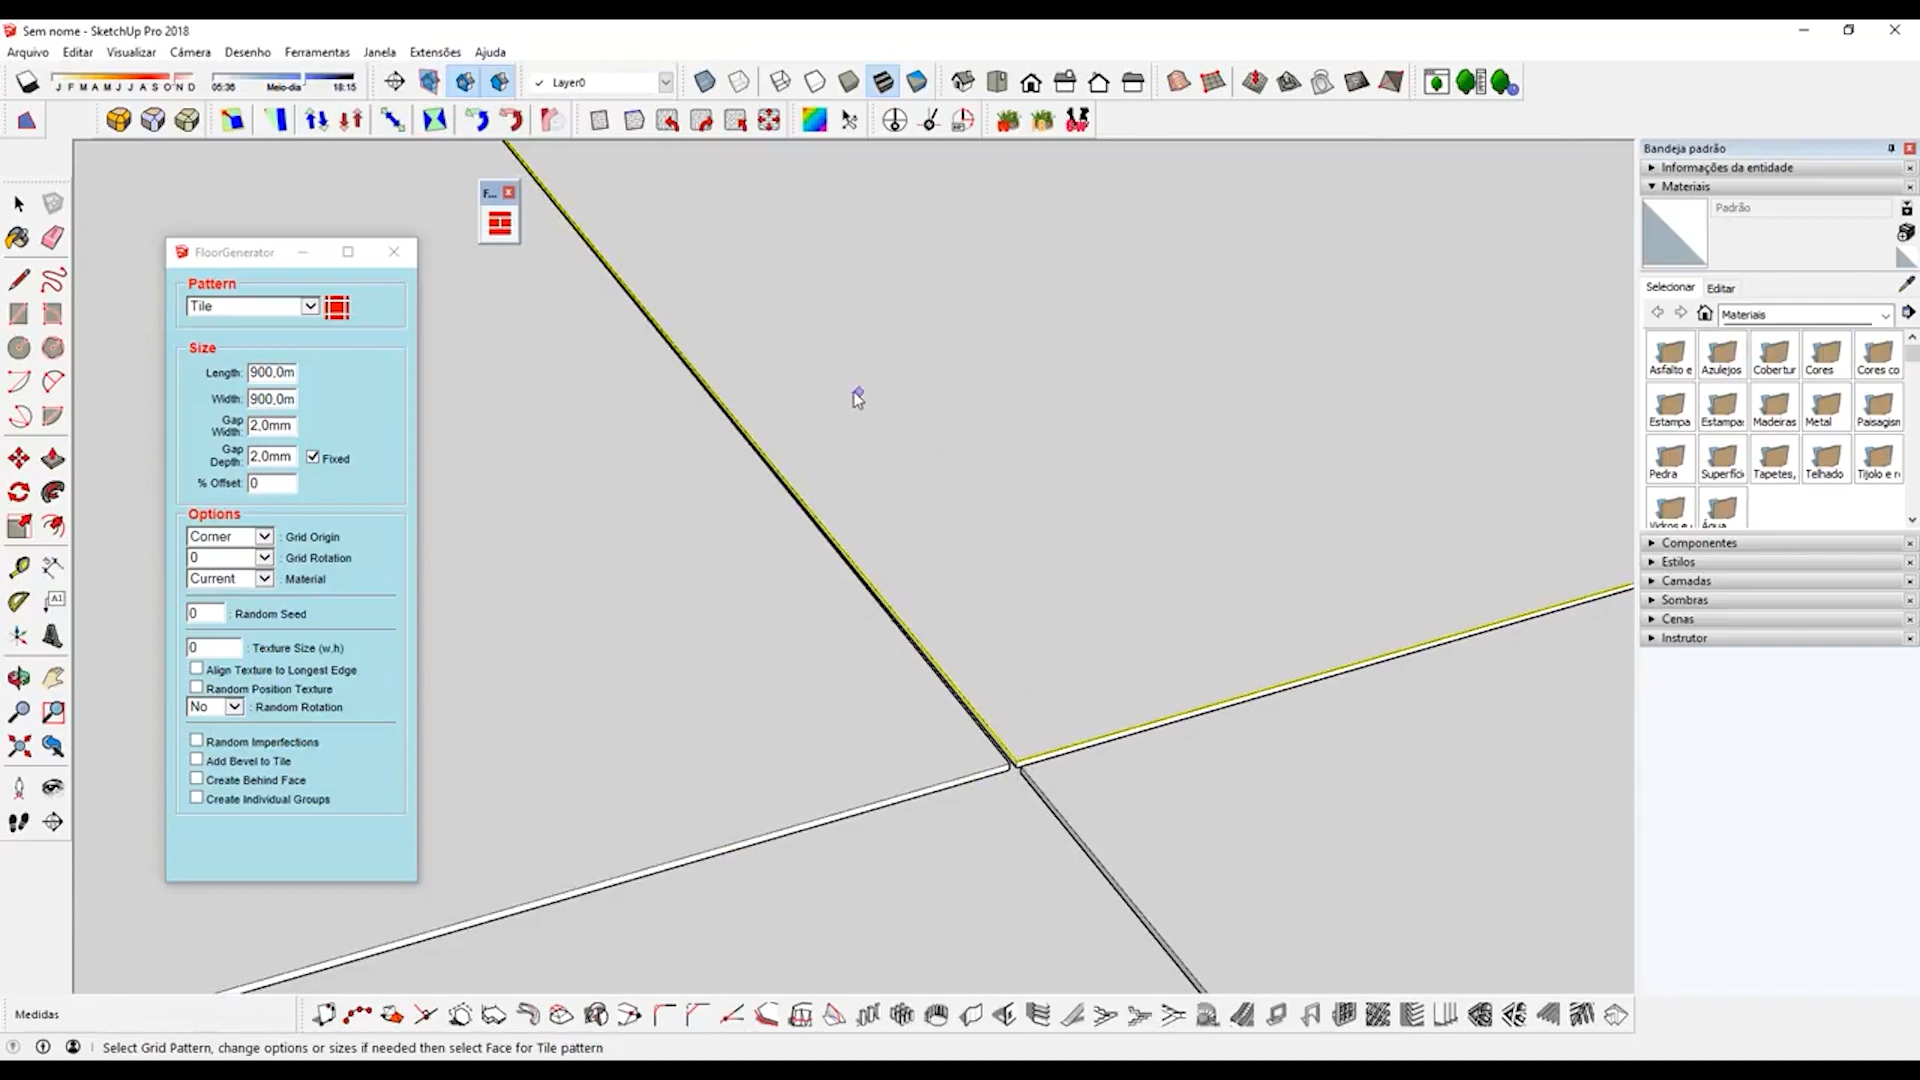 Sem nome - SketchUp Pro 2018
Arquivo Editar Visualizar Câmera Desenho Ferramentas Janela Extensões Ajuda
J F M A M J J A S O N D 05:36 Meio-dia 18:15 Layer0
F...
FloorGenerator
Pattern
Tile
Size
Length: 900,0m
Width: 900,0m
Gap Width: 2,0mm
Gap Depth: 2,0mm Fixed
% Offset: 0
Options
Corner : Grid Origin
0 : Grid Rotation
Current : Material
0 : Random Seed
0 : Texture Size (w,h)
Align Texture to Longest Edge
Random Position Texture
No : Random Rotation
Random Imperfections
Add Bevel to Tile
Create Behind Face
Create Individual Groups
Bandeja padrão
Informações da entidade
Materiais
Padrão
Selecionar Editar
Materiais
Asfalto e Azulejos Cobertur Cores Cores co
Estampa Estampa: Madeiras Metal Paisagisn
Pedra Superfíci Tapetes, Telhado Tijolo e r
Vidros e Água
Componentes
Estilos
Camadas
Sombras
Cenas
Instrutor
A1
Medidas
Select Grid Pattern, change options or sizes if needed then select Face for Tile pattern